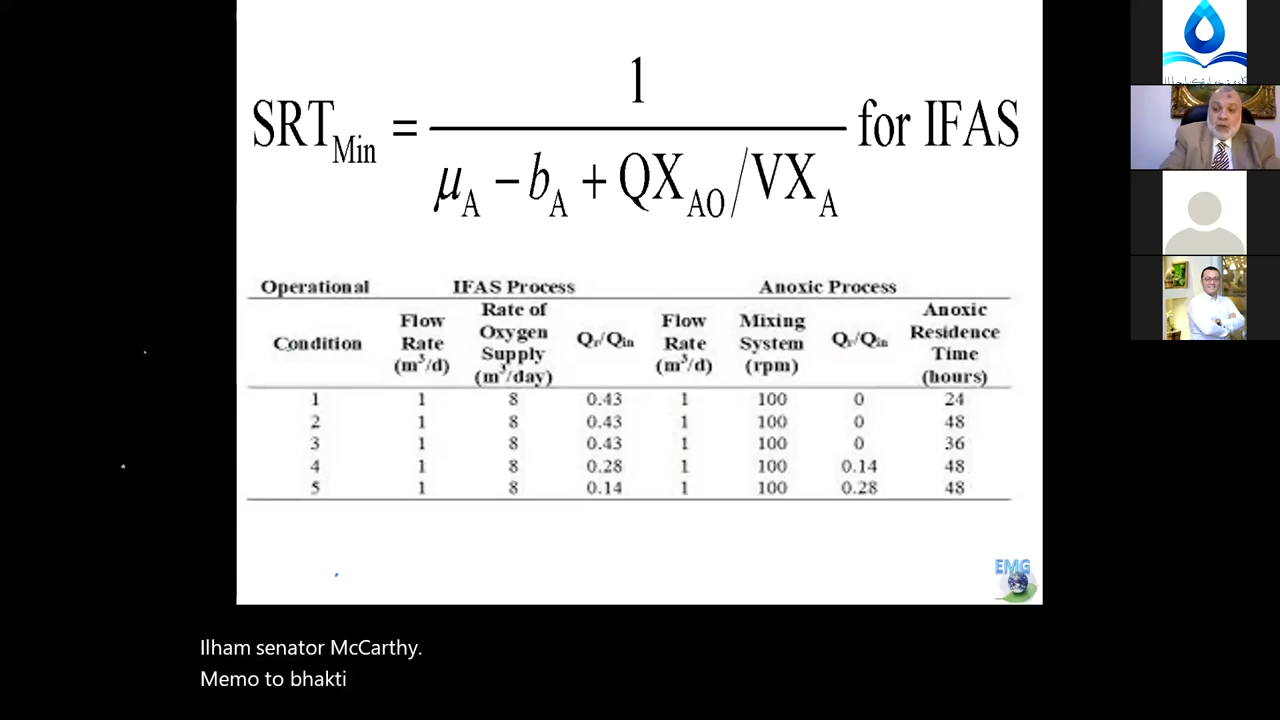 SRT_Min = 1 / (μ_A − b_A + QX_AO/VX_A) for IFAS
Operational IFAS Process Anoxic Process
Condition Flow Rate (m³/d) Rate of Oxygen Supply (m³/day) Qr/Qin Flow Rate (m³/d) Mixing System (rpm) Qr/Qin Anoxic Residence Time (hours)
1 1 8 0.43 1 100 0 24
2 1 8 0.43 1 100 0 48
3 1 8 0.43 1 100 0 36
4 1 8 0.28 1 100 0.14 48
5 1 8 0.14 1 100 0.28 48
EMG
Ilham senator McCarthy.
Memo to bhakti